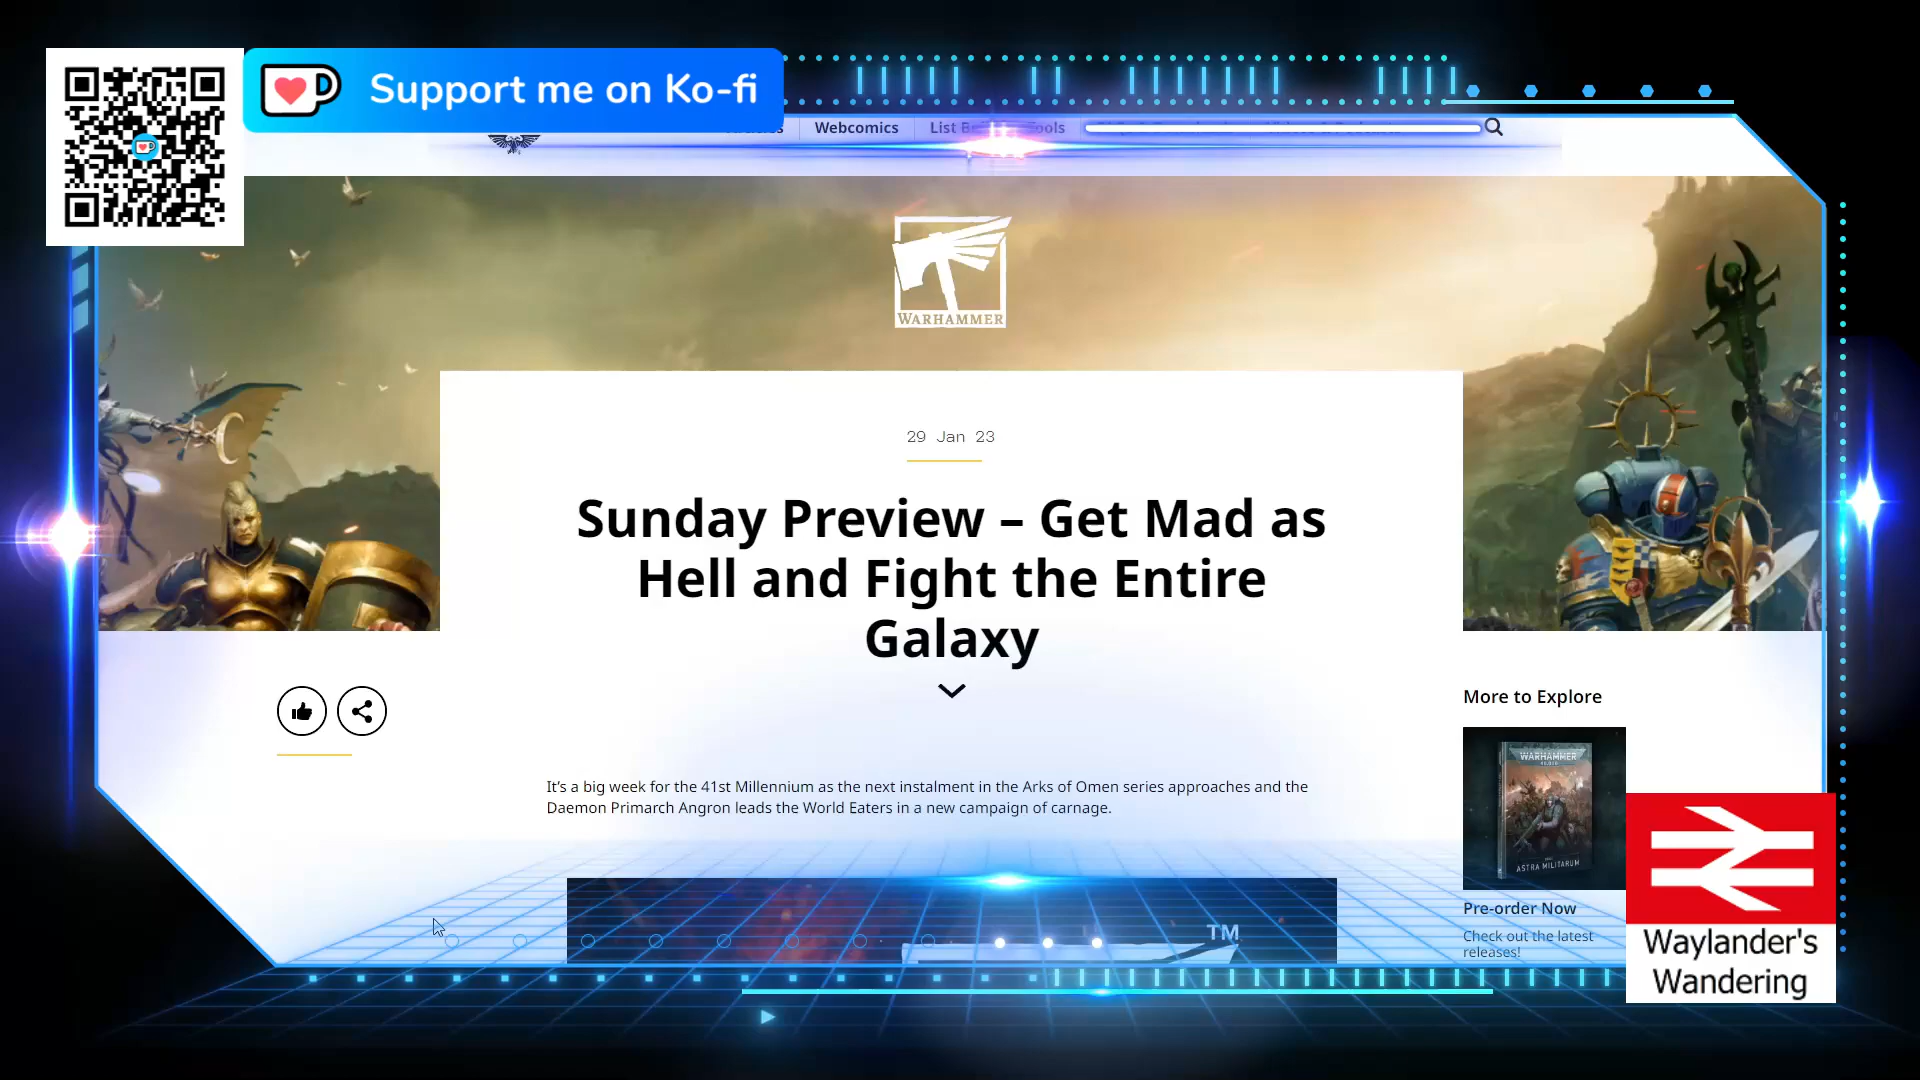 Support me on Ko-fi
Webcomics
WARHAMMER
29 Jan 23
Sunday Preview – Get Mad as
Hell and Fight the Entire
Galaxy
It's a big week for the 41st Millennium as the next instalment in the Arks of Omen series approaches and the
Daemon Primarch Angron leads the World Eaters in a new campaign of carnage.
More to Explore
WARHAMMER
ASTRA MILITARUM
Pre-order Now
Check out the latest
releases!
TM
Waylander's
Wandering